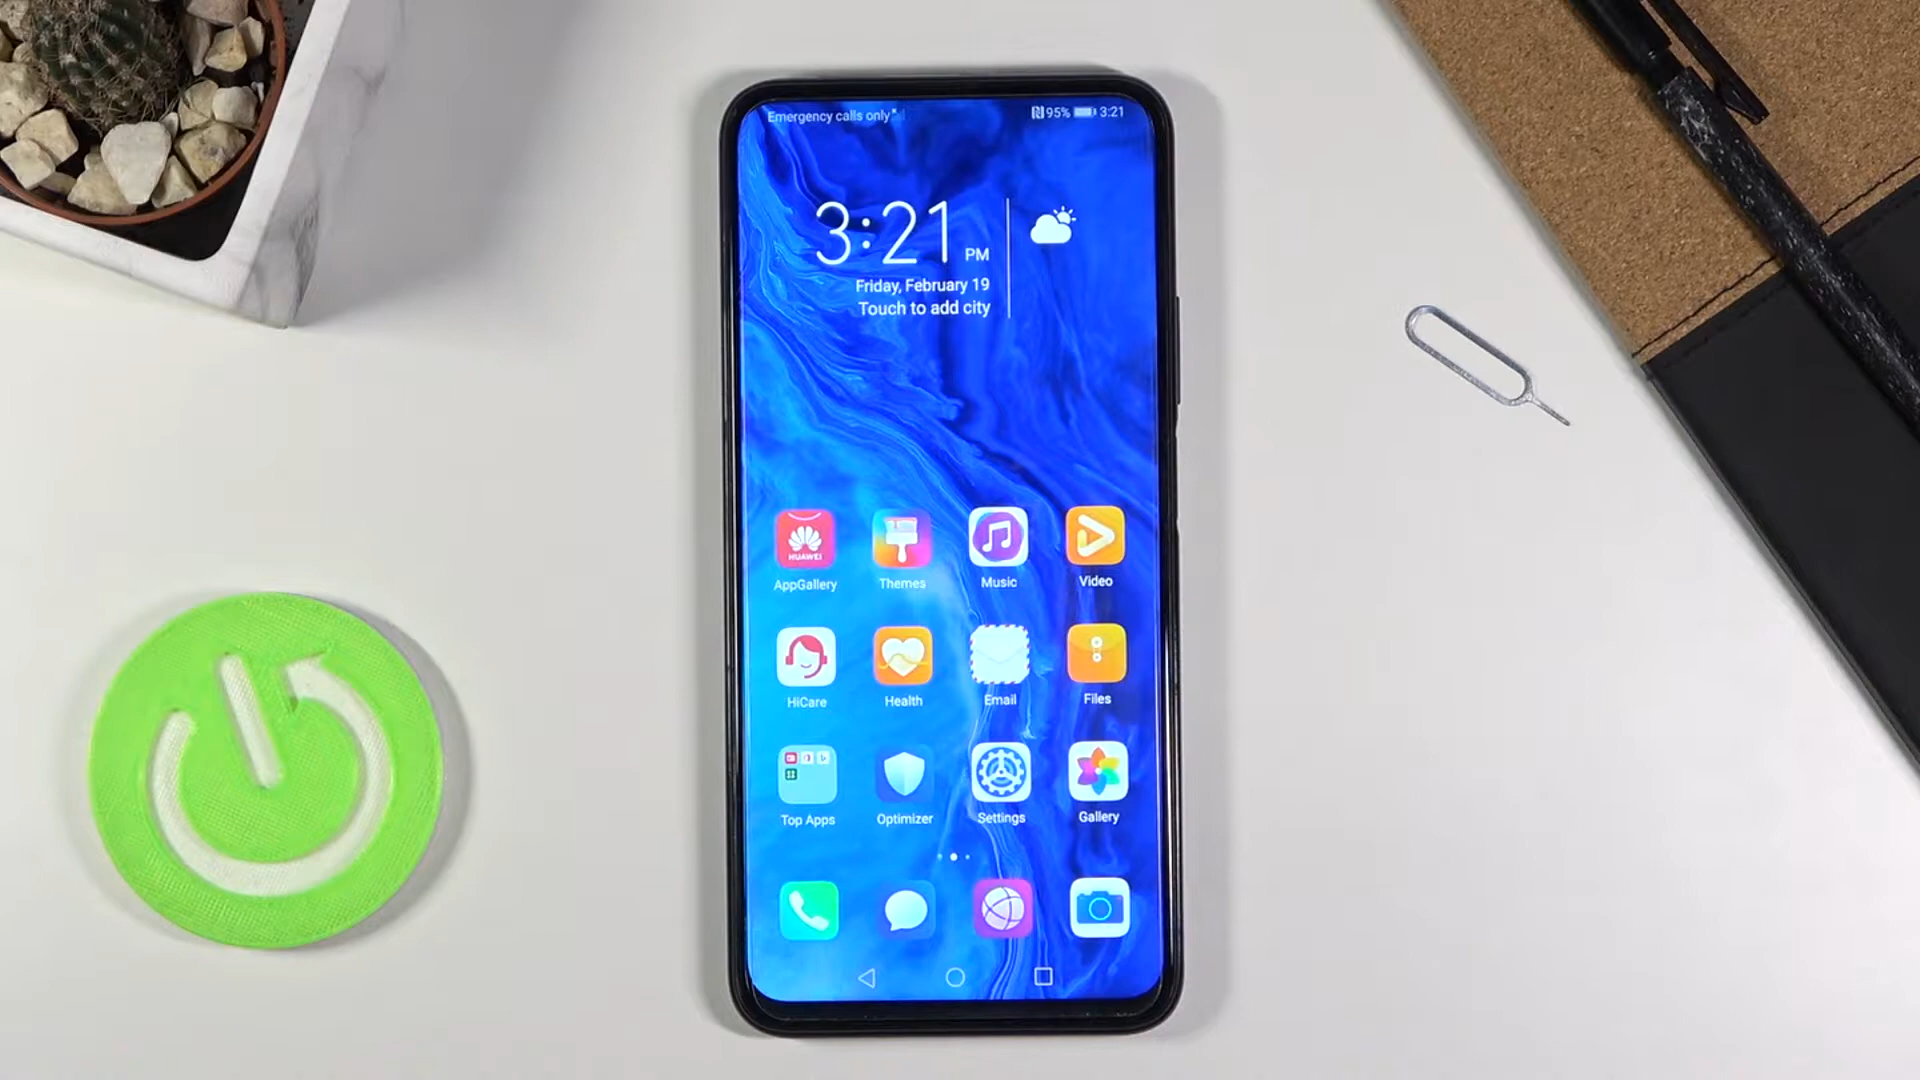 Emergency calls only
95% 3:21
3:21 PM
Friday, February 19
Touch to add city
HUAWEI
AppGallery Themes Music Video
HiCare Health Email Files
Top Apps Optimizer Settings Gallery